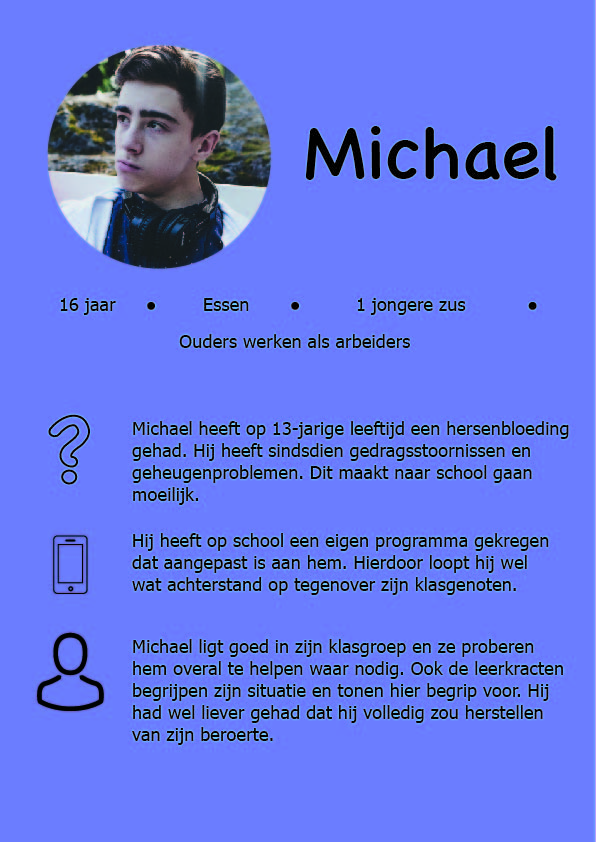 Michael
16 jaar • Essen • 1 jongere zus •
Ouders werken als arbeiders
Michael heeft op 13-jarige leeftijd een hersenbloeding
gehad. Hij heeft sindsdien gedragsstoornissen en
geheugenproblemen. Dit maakt naar school gaan
moeilijk.
Hij heeft op school een eigen programma gekregen
dat aangepast is aan hem. Hierdoor loopt hij wel
wat achterstand op tegenover zijn klasgenoten.
Michael ligt goed in zijn klasgroep en ze proberen
hem overal te helpen waar nodig. Ook de leerkracten
begrijpen zijn situatie en tonen hier begrip voor. Hij
had wel liever gehad dat hij volledig zou herstellen
van zijn beroerte.